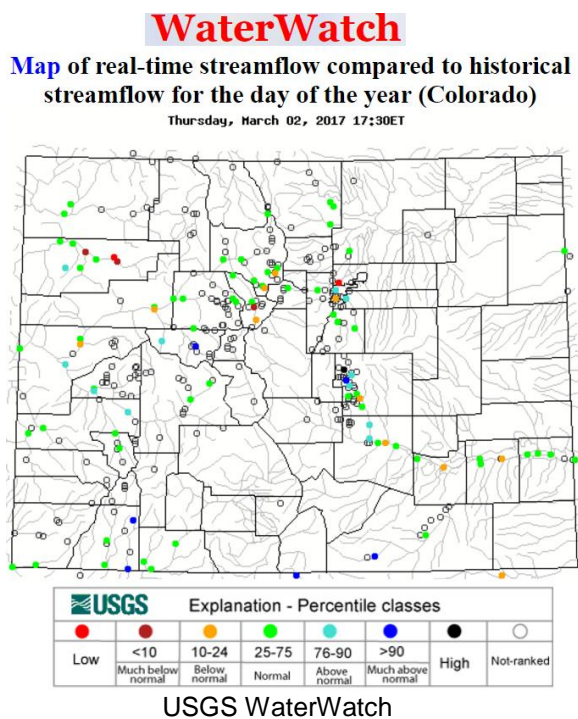 WaterWatch
Map of real-time streamflow compared to historical
streamflow for the day of the year (Colorado)
Thursday, March 02, 2017 17:30ET
USGS Explanation - Percentile classes
Low <10 10-24 25-75 76-90 >90 High Not-ranked
Much below normal Below normal Normal Above normal Much above normal
USGS WaterWatch